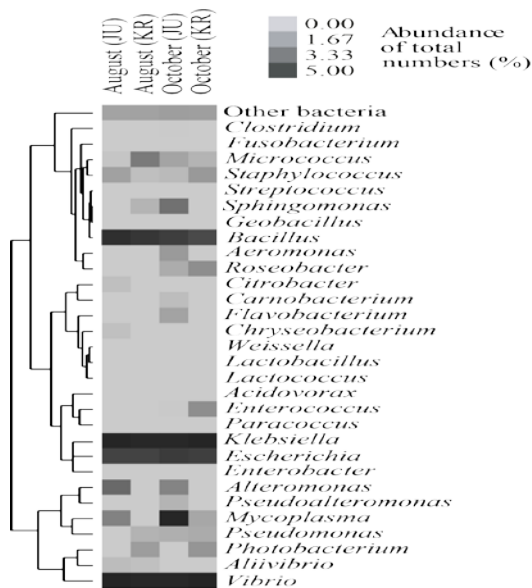 0.00
1.67
3.33
5.00
Abundance
of total
numbers (%)
August (JU)
August (KR)
October (JU)
October (KR)
Other bacteria
Clostridium
Fusobacterium
Micrococcus
Staphylococcus
Streptococcus
Sphingomonas
Geobacillus
Bacillus
Aeromonas
Roseobacter
Citrobacter
Carnobacterium
Flavobacterium
Chryseobacterium
Weissella
Lactobacillus
Lactococcus
Acidovorax
Enterococcus
Paracoccus
Klebsiella
Escherichia
Enterobacter
Alteromonas
Pseudoalteromonas
Mycoplasma
Pseudomonas
Photobacterium
Aliivibrio
Vibrio